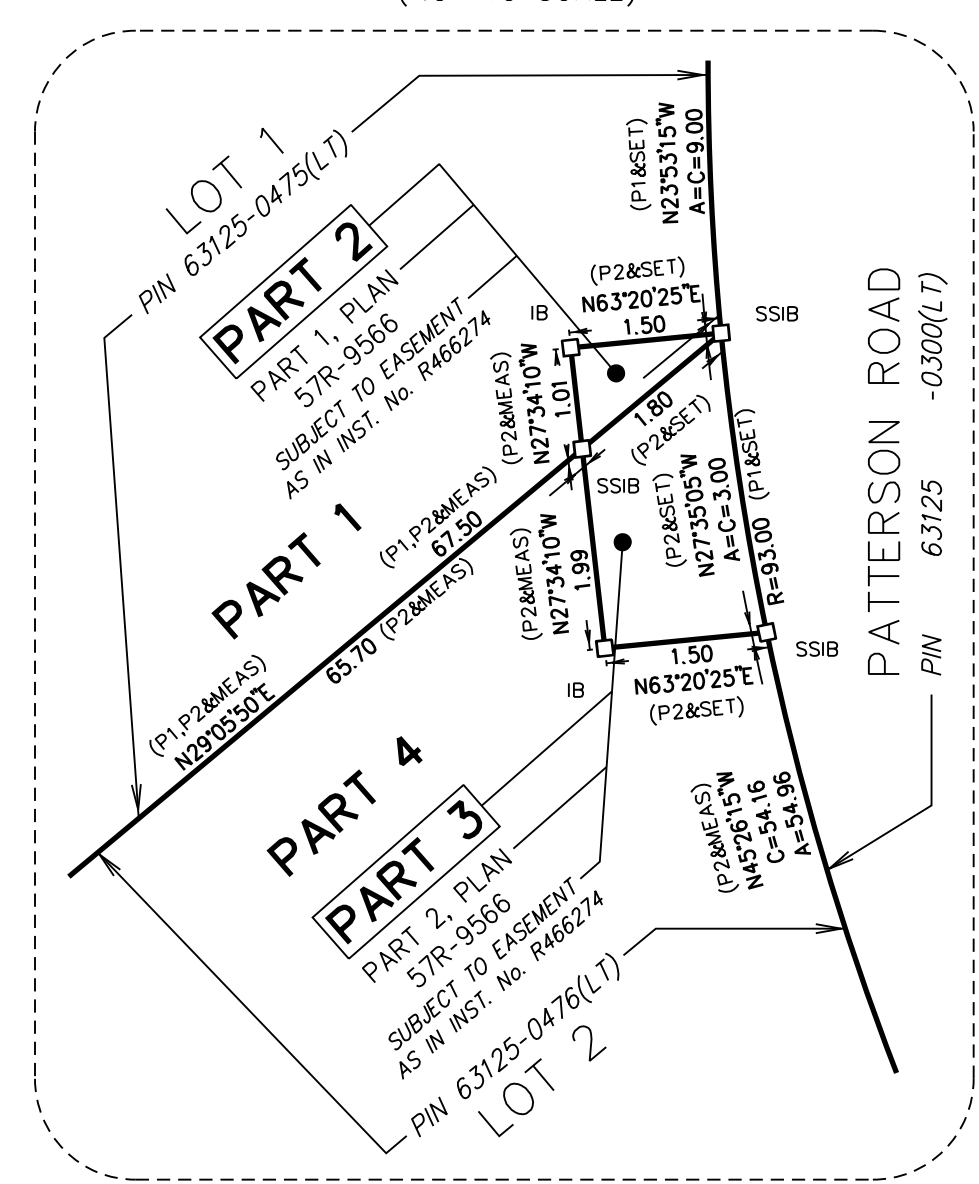 LOT 1
PIN 63125-0475(LT)
PART 2
PART 1, PLAN
57R-9566
SUBJECT TO EASEMENT
AS IN INST. No. R466274
(P1&SET)
N23°53'15"W
A=C=9.00
(P2&SET)
N63°20'25"E
1.50
IB
SSIB
(P2&MEAS)
N27°34'10"W
1.01
1.80
(P2&SET)
SSIB
PART 1
(P1,P2&MEAS)
67.50
65.70 (P2&MEAS)
(P1,P2&MEAS)
N29°05'50"E
(P2&MEAS)
N27°34'10"W
1.99
(P2&SET)
N27°35'05"W
A=C=3.00
R=93.00 (P1&SET)
IB
1.50
N63°20'25"E
(P2&SET)
SSIB
PATTERSON ROAD
PIN 63125 -0300(LT)
PART 4
PART 3
PART 2, PLAN
57R-9566
SUBJECT TO EASEMENT
AS IN INST. No. R466274
(P2&MEAS)
N45°26'15"W
C=54.16
A=54.96
PIN 63125-0476(LT)
LOT 2